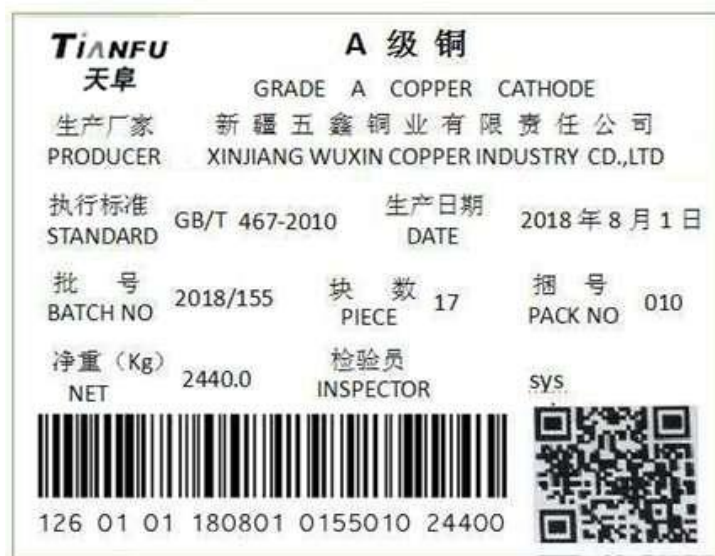 TiANFU A 级 铜
天阜 GRADE A COPPER CATHODE
生产厂家 新 疆 五 鑫 铜 业 有 限 责 任 公 司
PRODUCER XINJIANG WUXIN COPPER INDUSTRY CD.,LTD
执行标准 GB/T 467-2010 生产日期 2018 年 8 月 1 日
STANDARD DATE
批 号 2018/155 块 数 17 捆 号 010
BATCH NO PIECE PACK NO
净重（Kg） 2440.0 检验员 sys
NET INSPECTOR
126 01 01 180801 0155010 24400